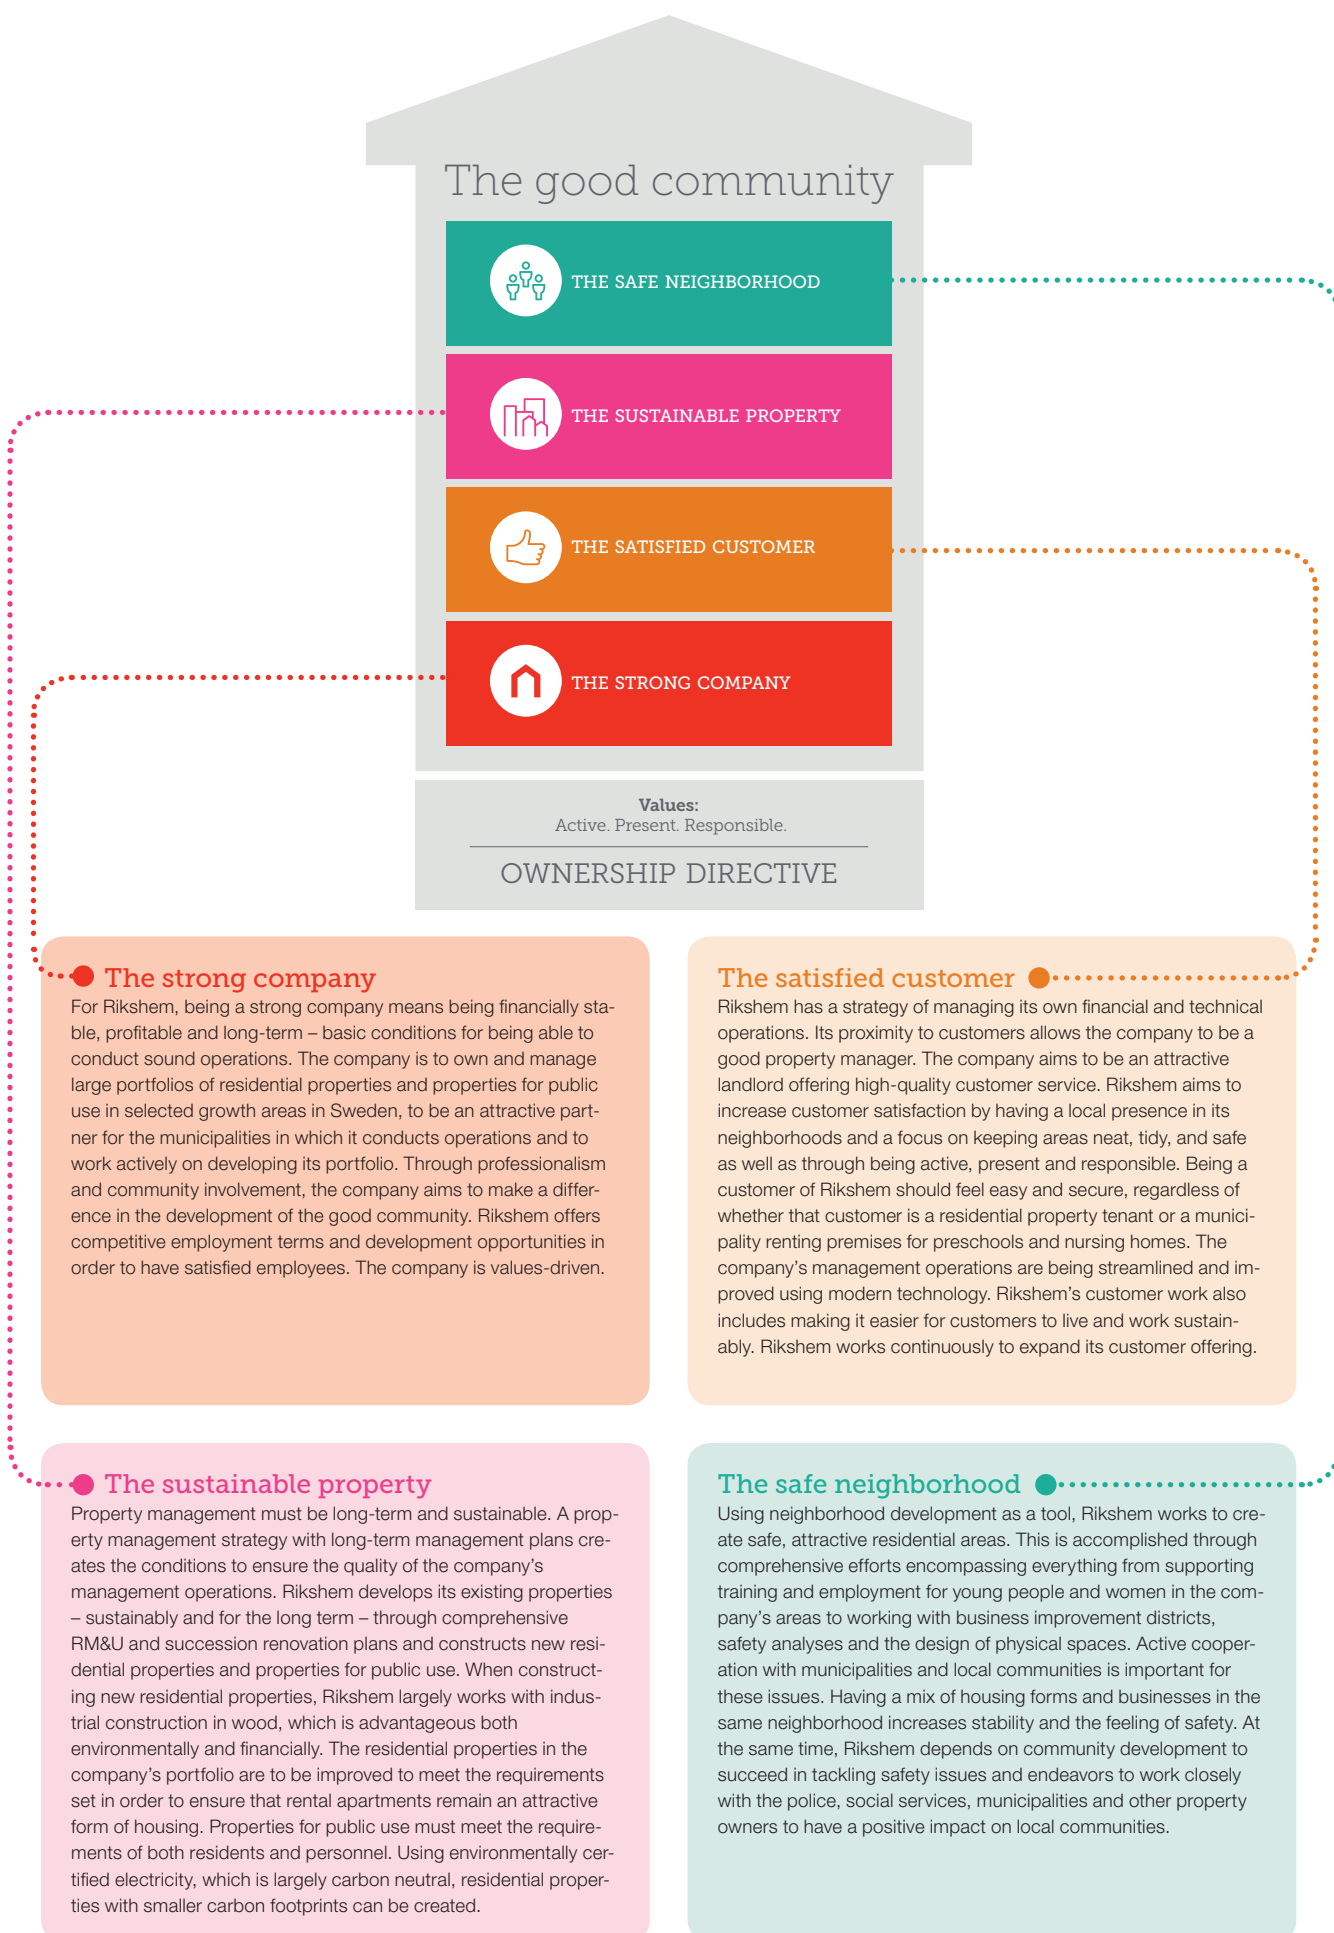 The good community
THE SAFE NEIGHBORHOOD
THE SUSTAINABLE PROPERTY
THE SATISFIED CUSTOMER
THE STRONG COMPANY
Values:
Active. Present. Responsible.
OWNERSHIP DIRECTIVE
The strong company
For Rikshem, being a strong company means being financially sta-
ble, profitable and long-term – basic conditions for being able to
conduct sound operations. The company is to own and manage
large portfolios of residential properties and properties for public
use in selected growth areas in Sweden, to be an attractive part-
ner for the municipalities in which it conducts operations and to
work actively on developing its portfolio. Through professionalism
and community involvement, the company aims to make a differ-
ence in the development of the good community. Rikshem offers
competitive employment terms and development opportunities in
order to have satisfied employees. The company is values-driven.
The satisfied customer
Rikshem has a strategy of managing its own financial and technical
operations. Its proximity to customers allows the company to be a
good property manager. The company aims to be an attractive
landlord offering high-quality customer service. Rikshem aims to
increase customer satisfaction by having a local presence in its
neighborhoods and a focus on keeping areas neat, tidy, and safe
as well as through being active, present and responsible. Being a
customer of Rikshem should feel easy and secure, regardless of
whether that customer is a residential property tenant or a munici-
pality renting premises for preschools and nursing homes. The
company's management operations are being streamlined and im-
proved using modern technology. Rikshem's customer work also
includes making it easier for customers to live and work sustain-
ably. Rikshem works continuously to expand its customer offering.
The sustainable property
Property management must be long-term and sustainable. A prop-
erty management strategy with long-term management plans cre-
ates the conditions to ensure the quality of the company's
management operations. Rikshem develops its existing properties
– sustainably and for the long term – through comprehensive
RM&U and succession renovation plans and constructs new resi-
dential properties and properties for public use. When construct-
ing new residential properties, Rikshem largely works with indus-
trial construction in wood, which is advantageous both
environmentally and financially. The residential properties in the
company's portfolio are to be improved to meet the requirements
set in order to ensure that rental apartments remain an attractive
form of housing. Properties for public use must meet the require-
ments of both residents and personnel. Using environmentally cer-
tified electricity, which is largely carbon neutral, residential proper-
ties with smaller carbon footprints can be created.
The safe neighborhood
Using neighborhood development as a tool, Rikshem works to cre-
ate safe, attractive residential areas. This is accomplished through
comprehensive efforts encompassing everything from supporting
training and employment for young people and women in the com-
pany's areas to working with business improvement districts,
safety analyses and the design of physical spaces. Active cooper-
ation with municipalities and local communities is important for
these issues. Having a mix of housing forms and businesses in the
same neighborhood increases stability and the feeling of safety. At
the same time, Rikshem depends on community development to
succeed in tackling safety issues and endeavors to work closely
with the police, social services, municipalities and other property
owners to have a positive impact on local communities.